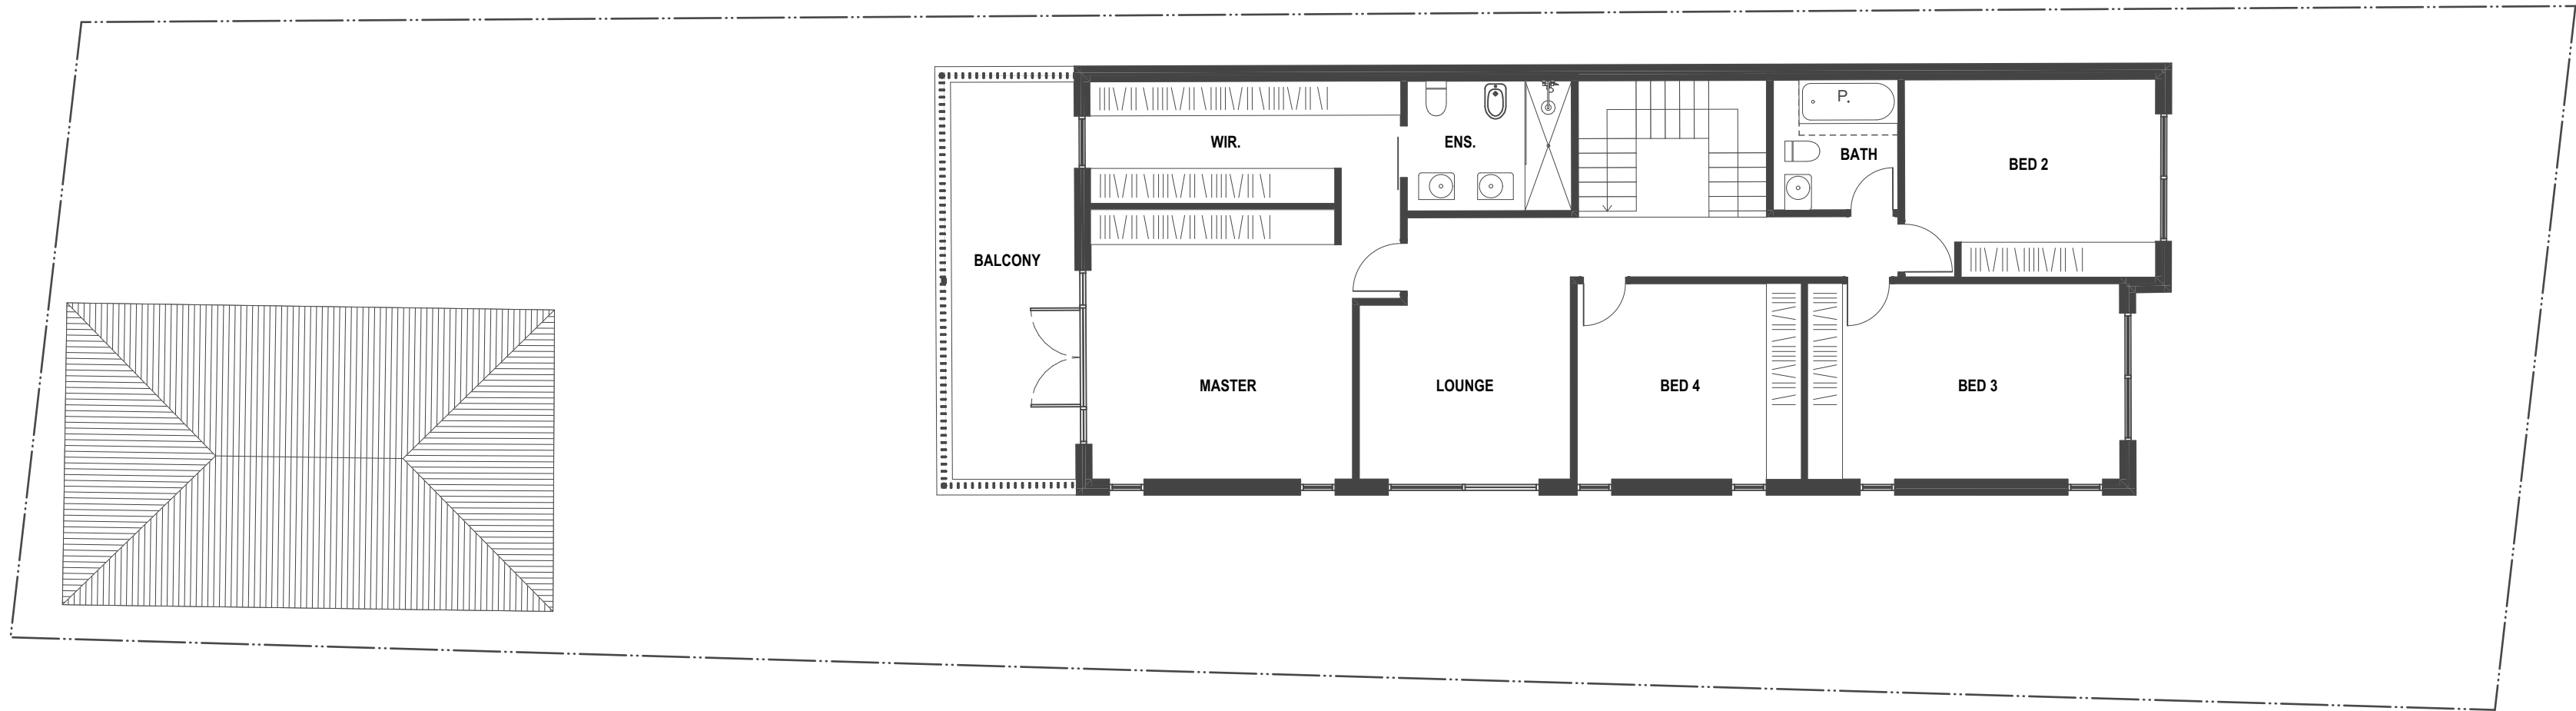 P.
WIR.
ENS.
BATH
BED 2
BALCONY
MASTER
LOUNGE
BED 4
BED 3